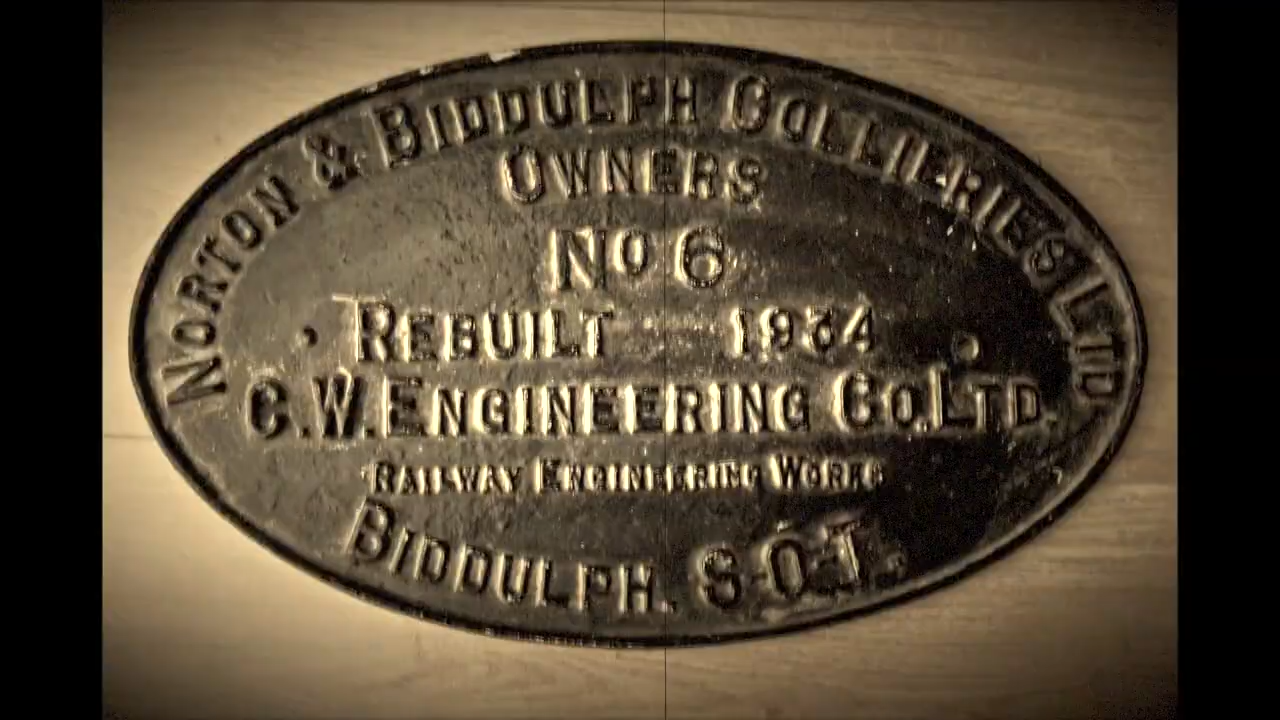 NORTON & BIDDULPH COLLIERIES LTD
OWNERS
No 6
REBUILT 1934
C.W. ENGINEERING Co. LTD.
RAILWAY ENGINEERING WORKS
BIDDULPH. S-O-T.